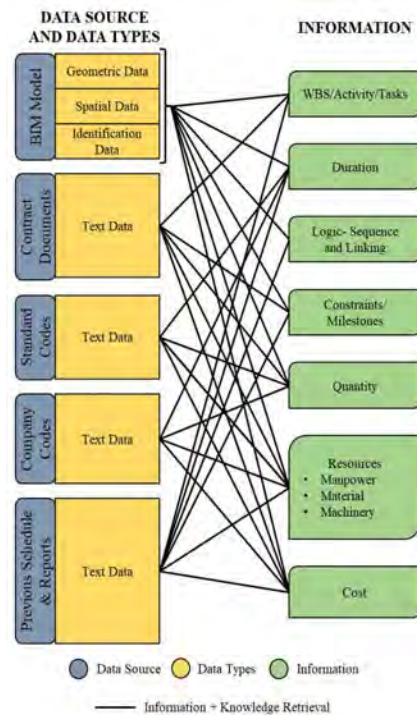 DATA SOURCE
AND DATA TYPES
INFORMATION
BIM Model
Geometric Data
Spatial Data
Identification
Data
Contract
Documents
Text Data
Standard
Codes
Text Data
Company
Codes
Text Data
Previous Schedule
& Reports
Text Data
WBS/Activity/Tasks
Duration
Logic- Sequence
and Linking
Constraints/
Milestones
Quantity
Resources
• Manpower
• Material
• Machinery
Cost
Data Source
Data Types
Information
Information + Knowledge Retrieval